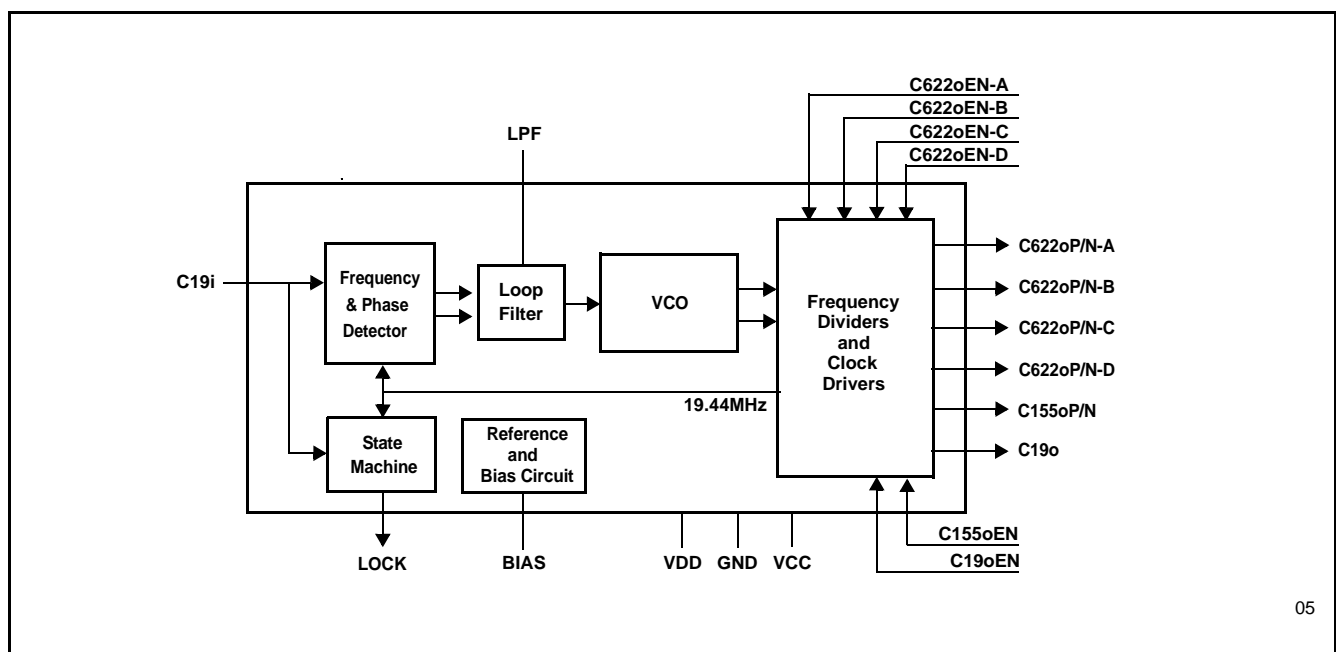 C622oEN-A
C622oEN-B
C622oEN-C
C622oEN-D
LPF
C19i
Frequency
& Phase
Detector
Loop
Filter
VCO
Frequency
Dividers
and
Clock
Drivers
C622oP/N-A
C622oP/N-B
C622oP/N-C
C622oP/N-D
C155oP/N
C19o
19.44MHz
State
Machine
Reference
and
Bias Circuit
LOCK
BIAS
VDD
GND
VCC
C155oEN
C19oEN
05